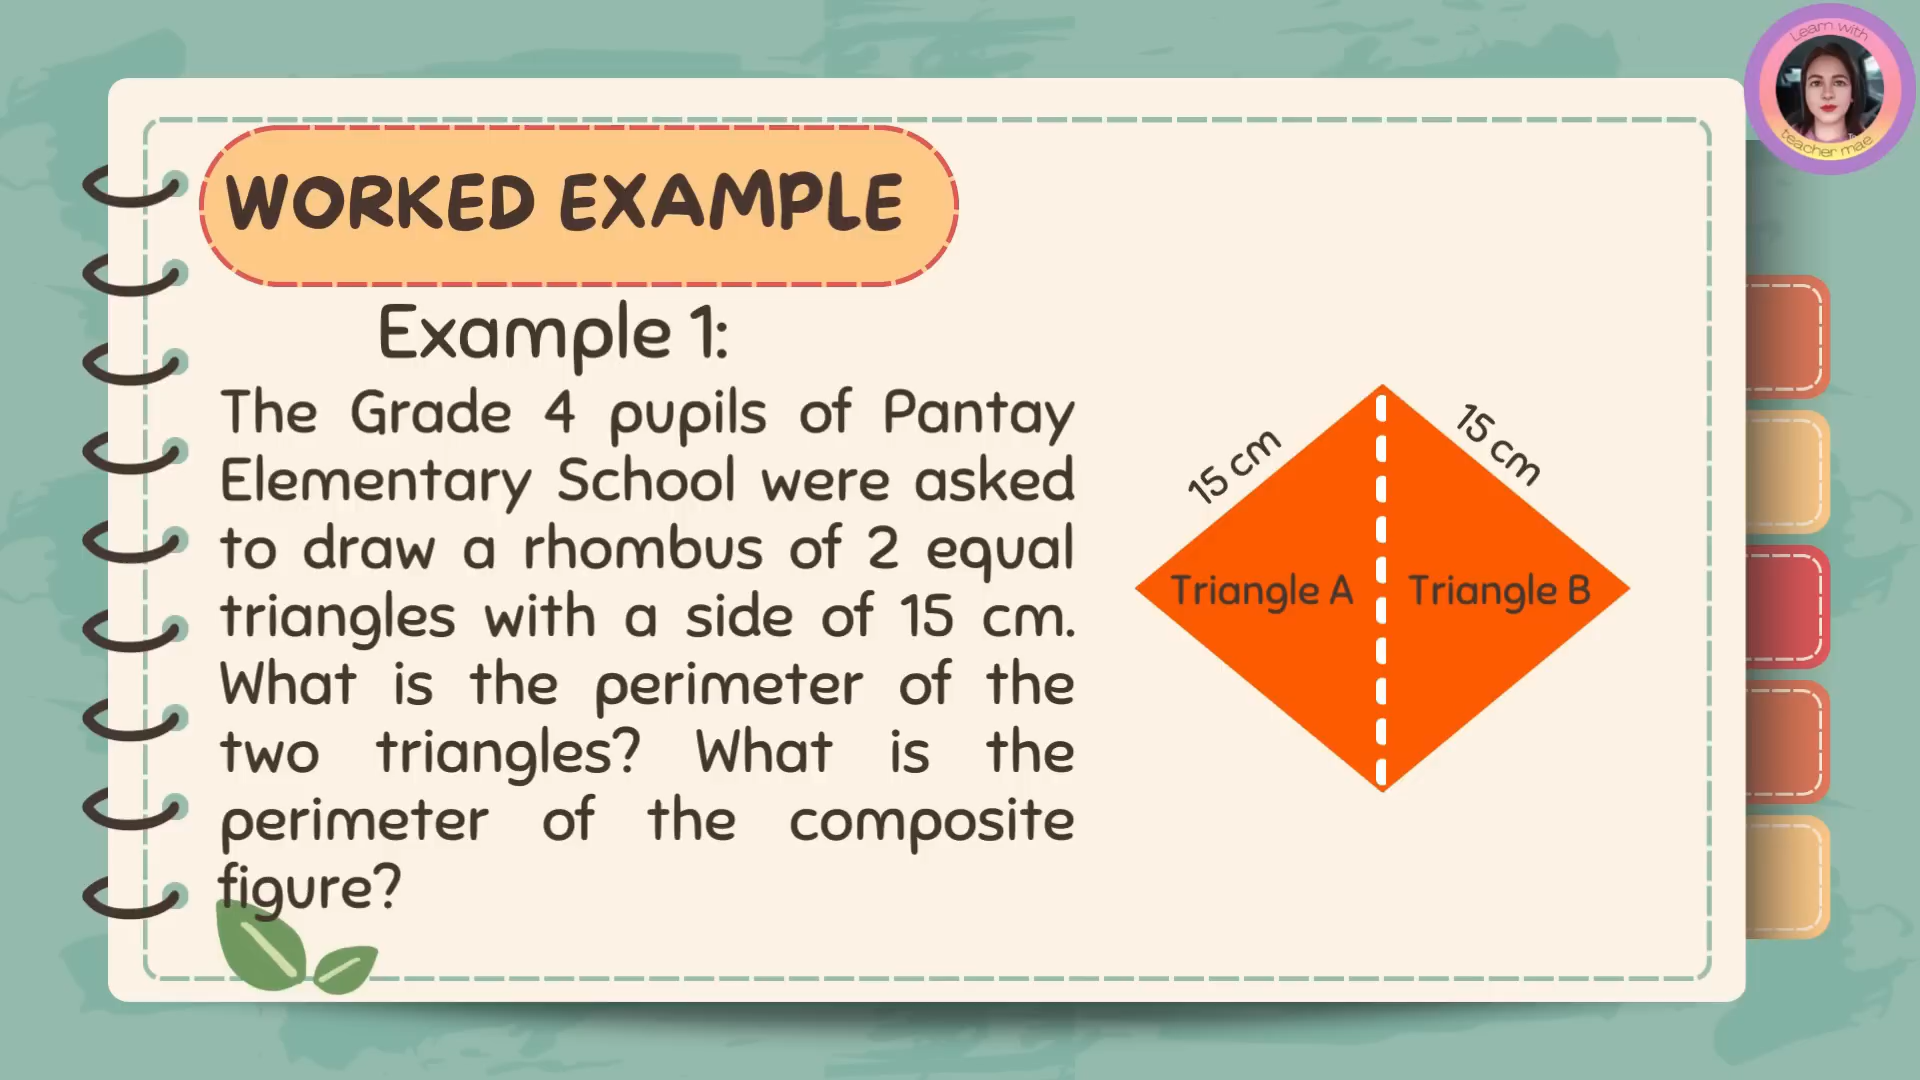 Learn with
teacher mae
WORKED EXAMPLE
Example 1:
The Grade 4 pupils of Pantay
Elementary School were asked
to draw a rhombus of 2 equal
triangles with a side of 15 cm.
What is the perimeter of the
two triangles? What is the
perimeter of the composite
figure?
15 cm
15 cm
Triangle A
Triangle B